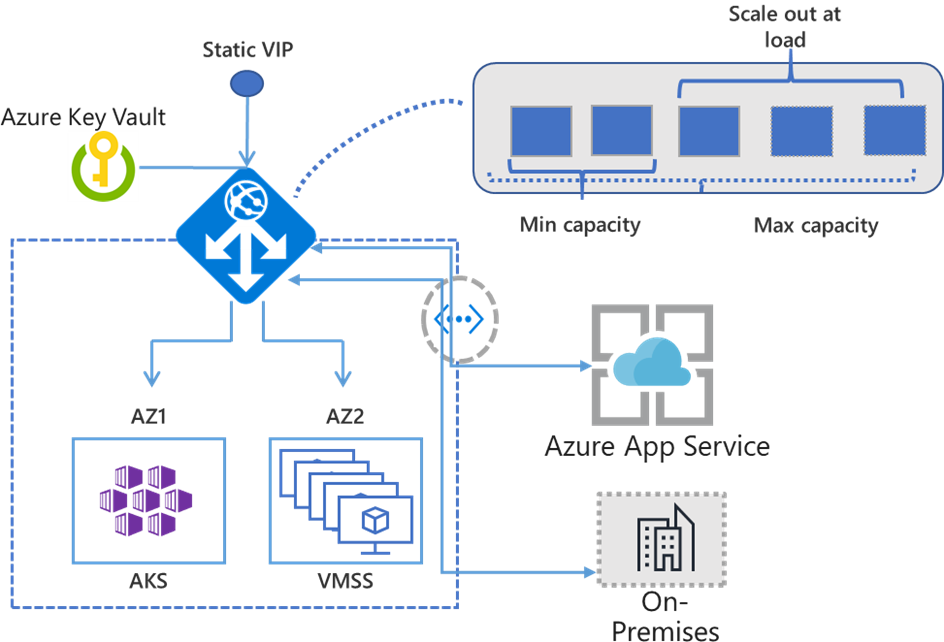 Scale out at
load
Static VIP
Azure Key Vault
Min capacity
Max capacity
AZ1
AZ2
Azure App Service
AKS
VMSS
On-
Premises